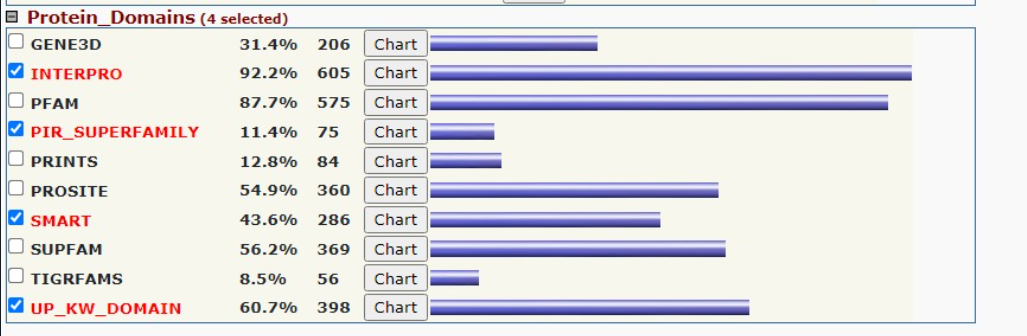 Protein_Domains (4 selected)
GENE3D 31.4% 206 Chart
INTERPRO 92.2% 605 Chart
PFAM 87.7% 575 Chart
PIR_SUPERFAMILY 11.4% 75 Chart
PRINTS 12.8% 84 Chart
PROSITE 54.9% 360 Chart
SMART 43.6% 286 Chart
SUPFAM 56.2% 369 Chart
TIGRFAMS 8.5% 56 Chart
UP_KW_DOMAIN 60.7% 398 Chart